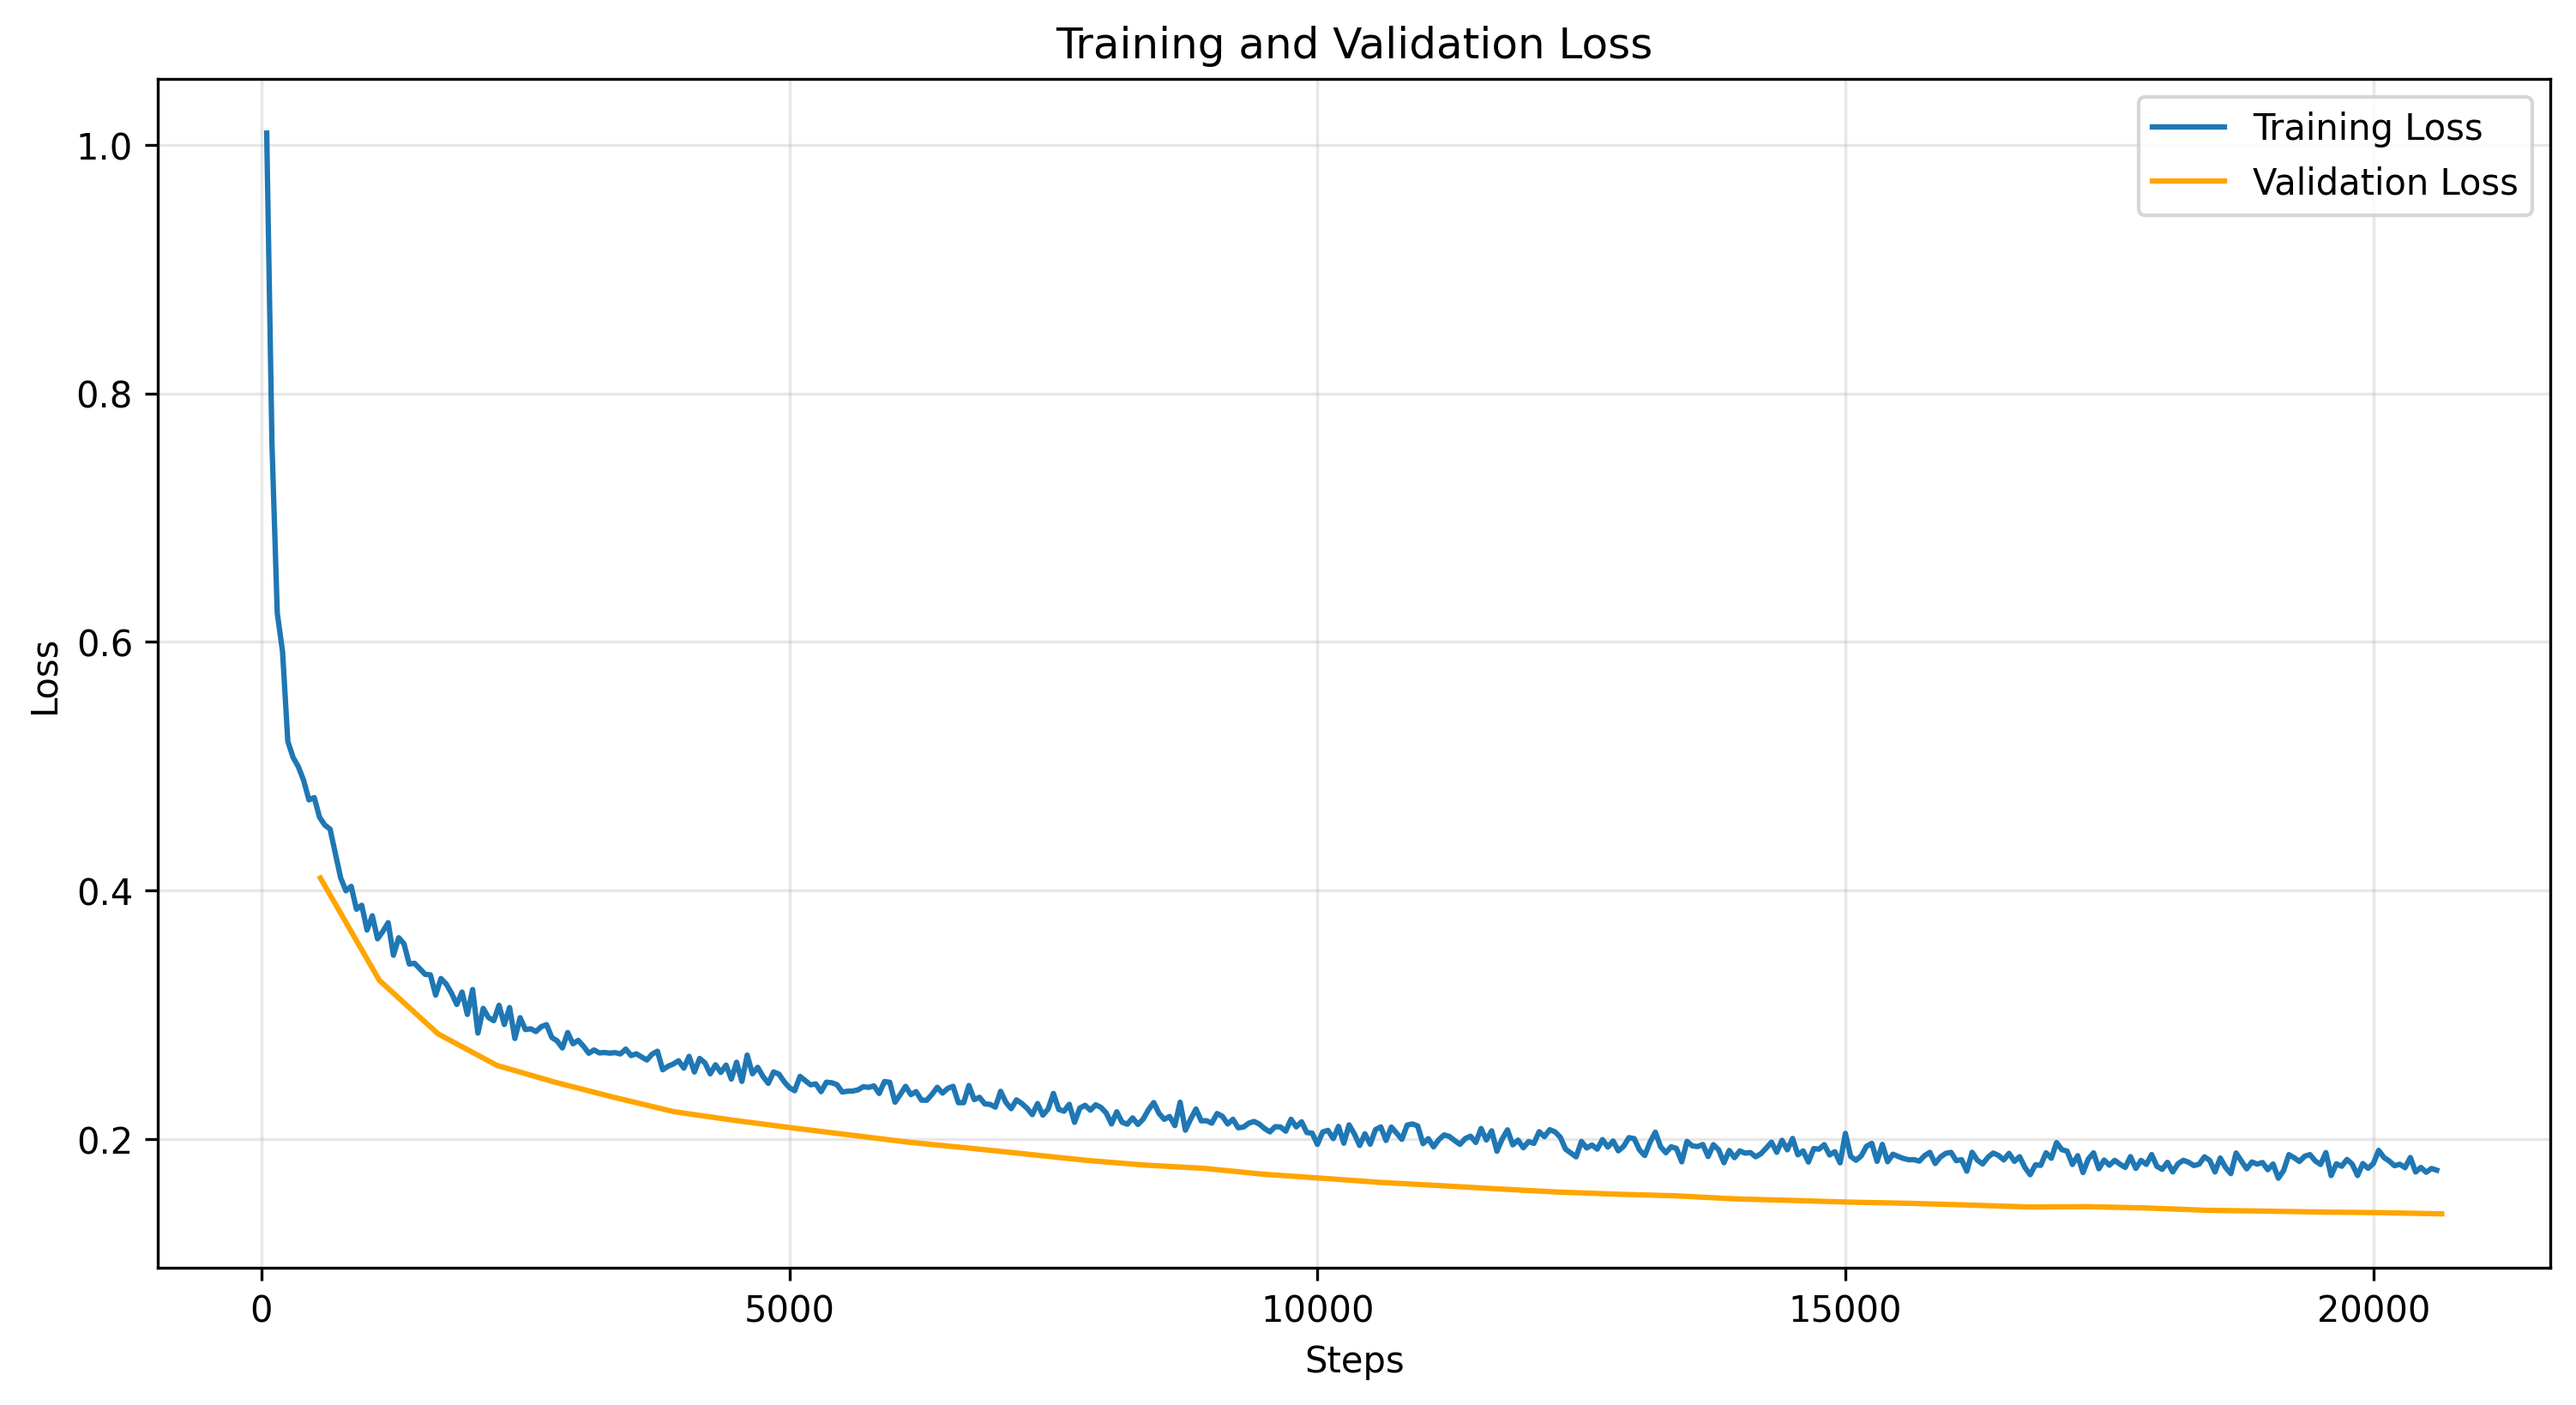 Training and Validation Loss
Training Loss
Validation Loss
1.0
0.8
0.6
0.4
0.2
Loss
0 5000 10000 15000 20000
Steps